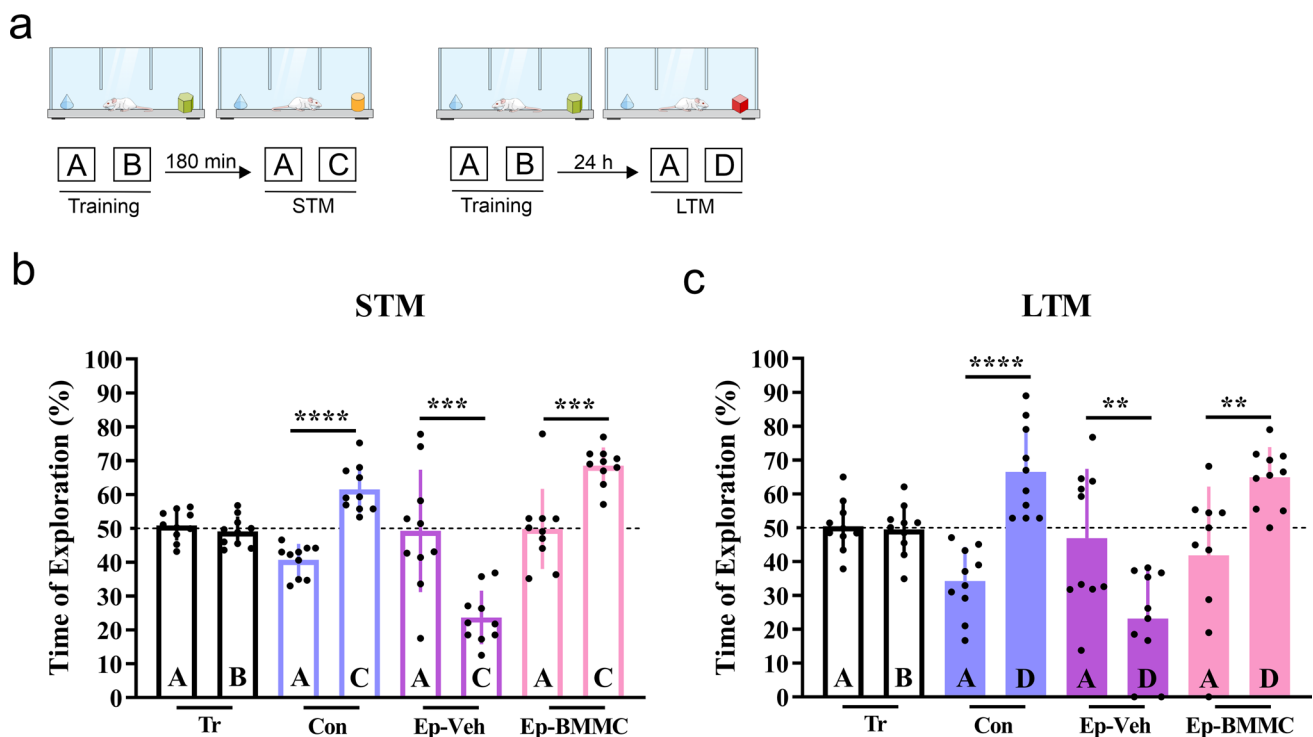 a
A B 180 min A C
Training STM
A B 24 h A D
Training LTM
b
STM
Time of Exploration (%)
100
90
80
70
60
50
40
30
20
10
0
**** *** ***
A B A C A C A C
Tr Con Ep-Veh Ep-BMMC
c
LTM
Time of Exploration (%)
100
90
80
70
60
50
40
30
20
10
0
**** ** **
A B A D A D A D
Tr Con Ep-Veh Ep-BMMC